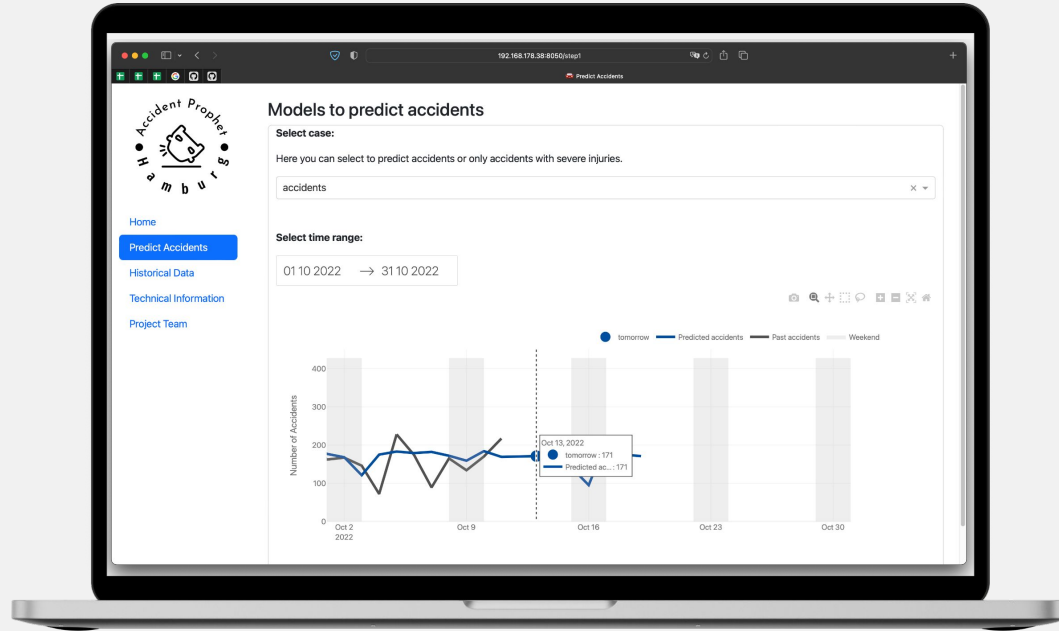 192.168.178.38:8050/step1
Predict Accidents
Accident Prophet
Hamburg
Home
Predict Accidents
Historical Data
Technical Information
Project Team
Models to predict accidents
Select case:
Here you can select to predict accidents or only accidents with severe injuries.
accidents
Select time range:
01 10 2022 → 31 10 2022
tomorrow Predicted accidents Past accidents Weekend
Number of Accidents
400
300
200
100
0
Oct 13, 2022
tomorrow : 171
Predicted ac... : 171
Oct 2 Oct 9 Oct 16 Oct 23 Oct 30
2022